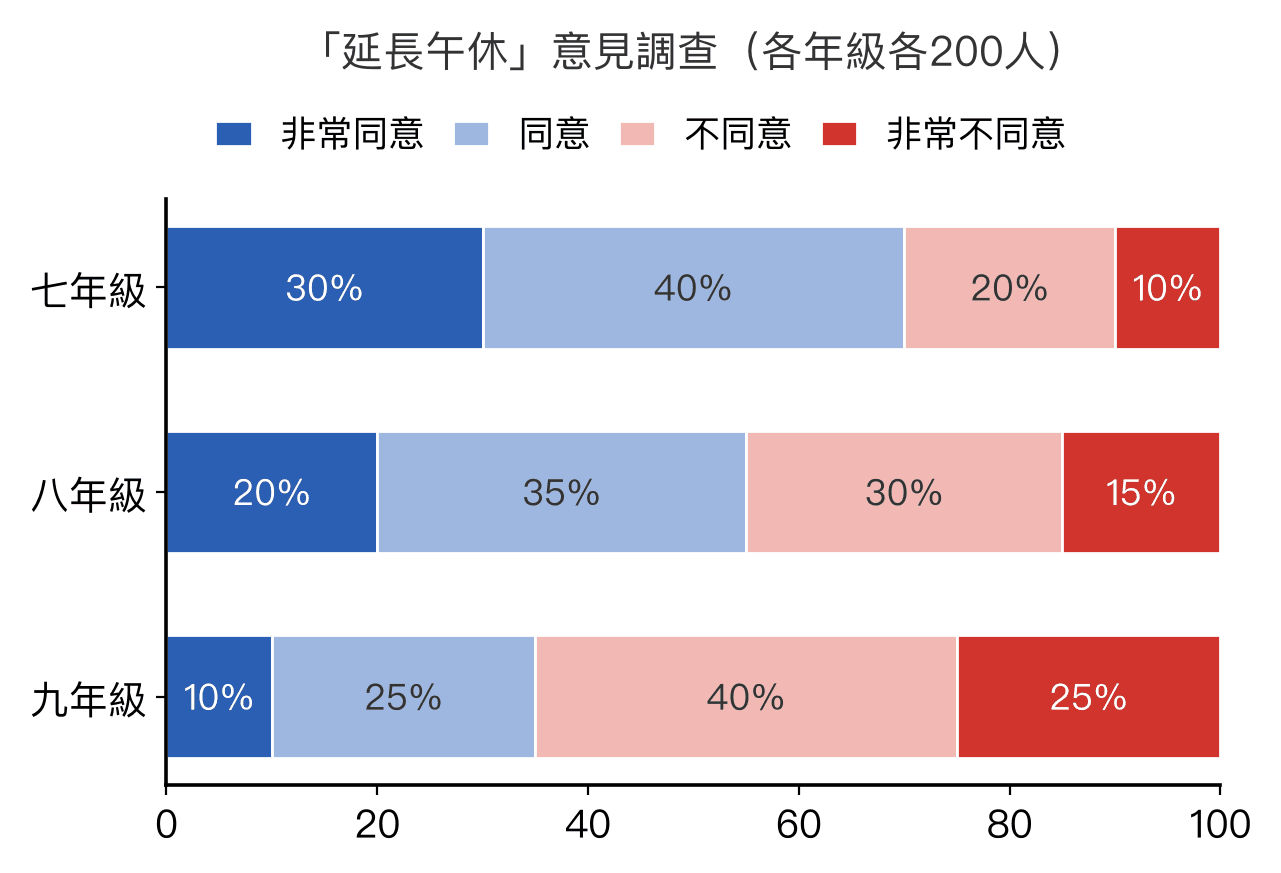 「延長午休」意見調查（各年級各200人）
非常同意 同意 不同意 非常不同意
七年級 30% 40% 20% 10%
八年級 20% 35% 30% 15%
九年級 10% 25% 40% 25%
0 20 40 60 80 100